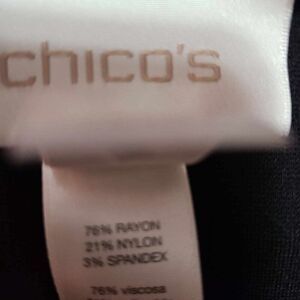 chico's
76% RAYON
21% NYLON
3% SPANDEX
76% viscosa